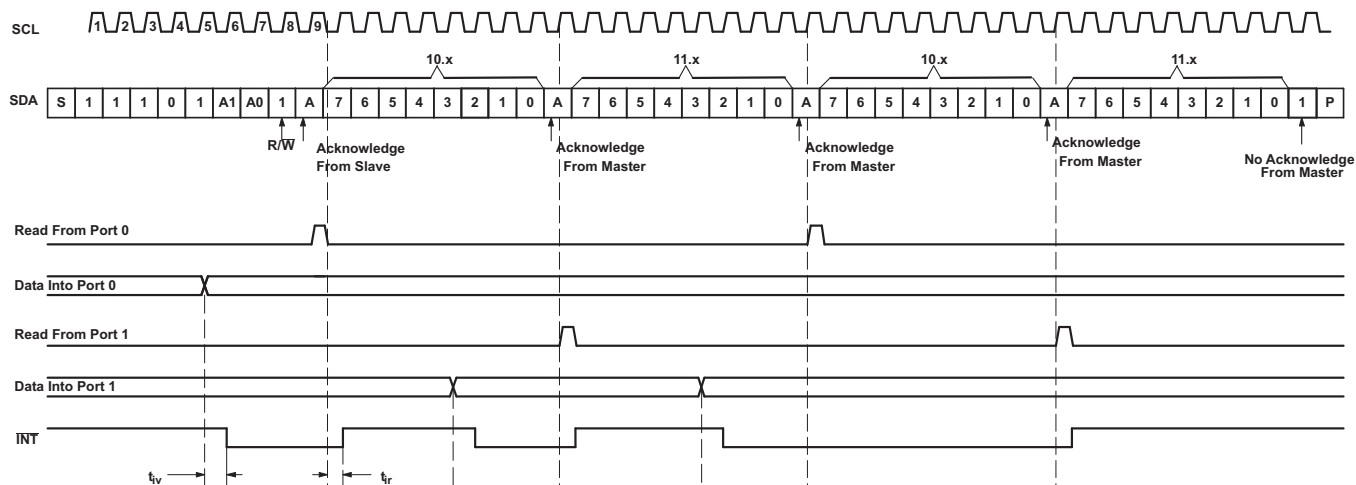 SCL 1 2 3 4 5 6 7 8 9
10.x 11.x 10.x 11.x
SDA S 1 1 1 0 1 A1 A0 1 A 7 6 5 4 3 2 1 0 A 7 6 5 4 3 2 1 0 A 7 6 5 4 3 2 1 0 A 7 6 5 4 3 2 1 0 1 P
R/W̅
Acknowledge
From Slave
Acknowledge
From Master
Acknowledge
From Master
Acknowledge
From Master
No Acknowledge
From Master
Read From Port 0
Data Into Port 0
Read From Port 1
Data Into Port 1
I̅N̅T̅
tiv tir